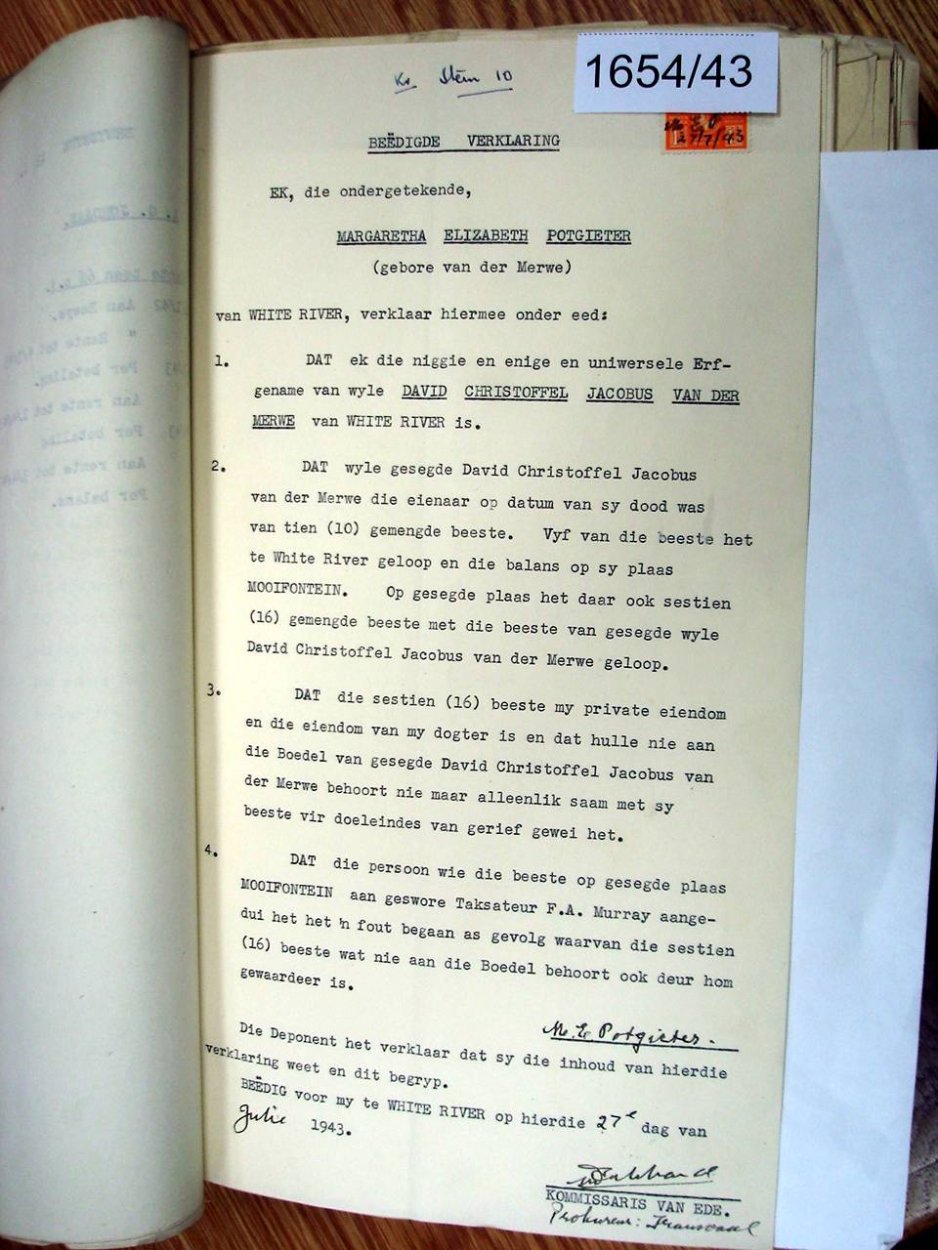 1654/43
Stem 10
27/7/43
BEËDIGDE VERKLARING
EK, die ondergetekende,
MARGARETHA ELIZABETH POTGIETER
(gebore van der Merwe)
van WHITE RIVER, verklaar hiermee onder eed:
1. DAT ek die niggie en enige en uniwersele Erf-
gename van wyle DAVID CHRISTOFFEL JACOBUS VAN DER
MERWE van WHITE RIVER is.
2. DAT wyle gesegde David Christoffel Jacobus
van der Merwe die eienaar op datum van sy dood was
van tien (10) gemengde beeste. Vyf van die beeste het
te White River geloop en die balans op sy plaas
MOOIFONTEIN. Op gesegde plaas het daar ook sestien
(16) gemengde beeste met die beeste van gesegde wyle
David Christoffel Jacobus van der Merwe geloop.
3. DAT die sestien (16) beeste my private eiendom
en die eiendom van my dogter is en dat hulle nie aan
die Boedel van gesegde David Christoffel Jacobus van
der Merwe behoort nie maar alleenlik saam met sy
beeste vir doeleindes van gerief gewei het.
4. DAT die persoon wie die beeste op gesegde plaas
MOOIFONTEIN aan geswore Taksateur F.A. Murray aange-
dui het het 'n fout begaan as gevolg waarvan die sestien
(16) beeste wat nie aan die Boedel behoort ook deur hom
gewaardeer is.
M. E. Potgieter.
Die Deponent het verklaar dat sy die inhoud van hierdie
verklaring weet en dit begryp.
BEËDIG voor my te WHITE RIVER op hierdie 27e dag van
Julie 1943.
KOMMISSARIS VAN EDE.
Prokureur: Transvaal